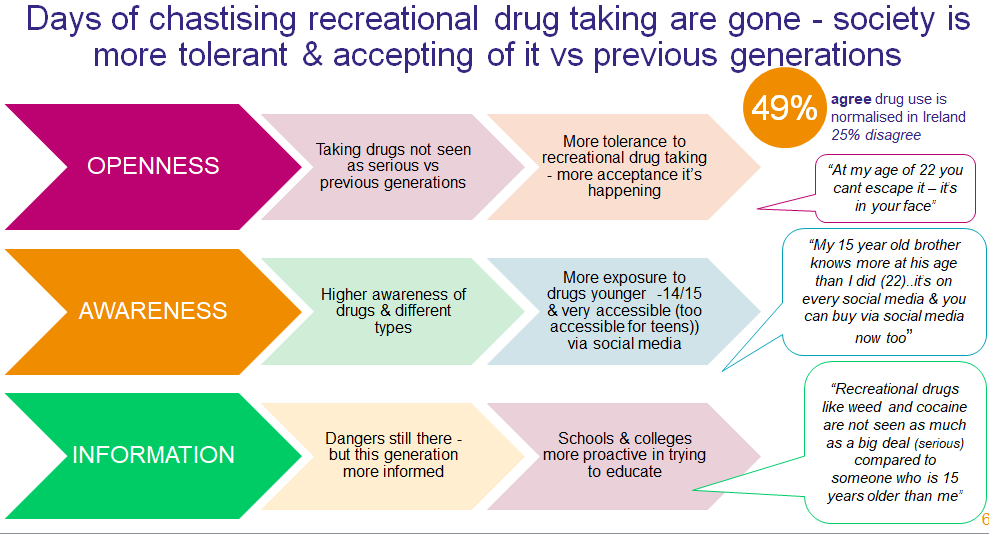 Days of chastising recreational drug taking are gone - society is
more tolerant & accepting of it vs previous generations
49%
agree drug use is
normalised in Ireland
25% disagree
OPENNESS
Taking drugs not seen
as serious vs
previous generations
More tolerance to
recreational drug taking
- more acceptance it's
happening
“At my age of 22 you
cant escape it – it's
in your face”
AWARENESS
Higher awareness of
drugs & different
types
More exposure to
drugs younger -14/15
& very accessible (too
accessible for teens))
via social media
“My 15 year old brother
knows more at his age
than I did (22)..it's on
every social media & you
can buy via social media
now too”
INFORMATION
Dangers still there -
but this generation
more informed
Schools & colleges
more proactive in trying
to educate
“Recreational drugs
like weed and cocaine
are not seen as much
as a big deal (serious)
compared to
someone who is 15
years older than me”
6